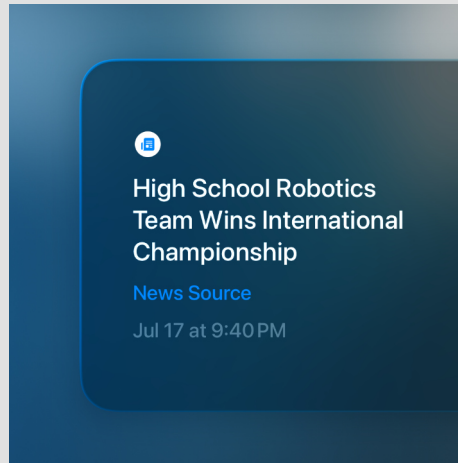 High School Robotics
Team Wins International
Championship
News Source
Jul 17 at 9:40 PM